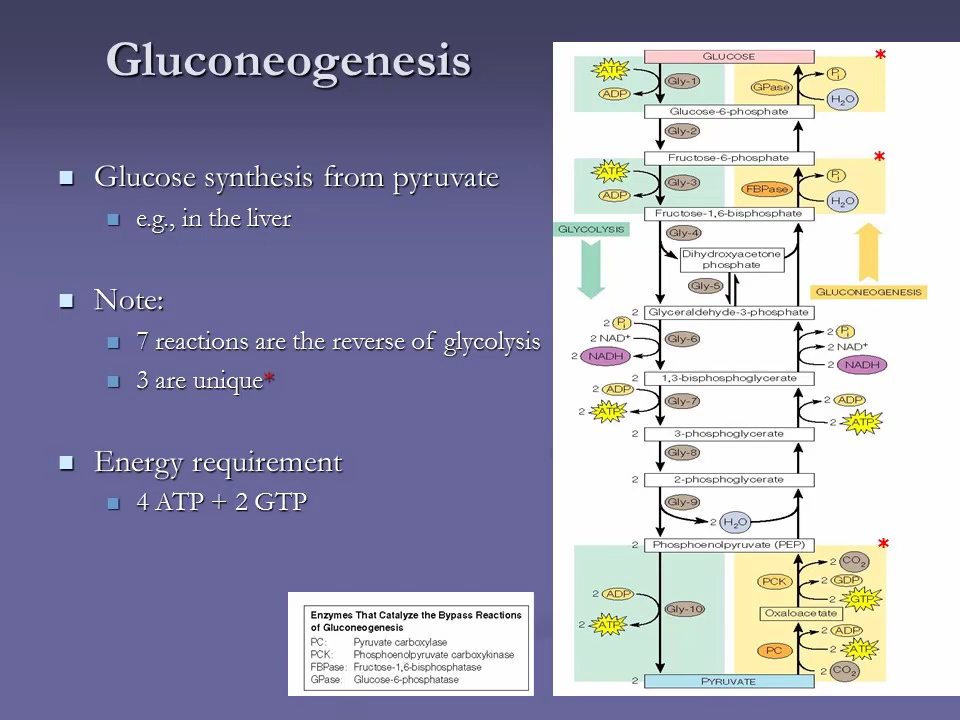 Gluconeogenesis
■ Glucose synthesis from pyruvate
■ e.g., in the liver
■ Note:
■ 7 reactions are the reverse of glycolysis
■ 3 are unique*
■ Energy requirement
■ 4 ATP + 2 GTP
Enzymes That Catalyze the Bypass Reactions
of Gluconeogenesis
PC: Pyruvate carboxylase
PCK: Phosphoenolpyruvate carboxykinase
FBPase: Fructose-1,6-bisphosphatase
GPase: Glucose-6-phosphatase
GLUCOSE
*
ATP
Gly-1
ADP
GPase
Pi
H2O
Glucose-6-phosphate
Gly-2
Fructose-6-phosphate
*
ATP
Gly-3
ADP
FBPase
Pi
H2O
Fructose-1,6-bisphosphate
GLYCOLYSIS
Gly-4
Dihydroxyacetone
phosphate
Gly-5
GLUCONEOGENESIS
2 Glyceraldehyde-3-phosphate
2 Pi
2 NAD+
2 NADH
Gly-6
2 Pi
2 NAD+
2 NADH
2 1,3-bisphosphoglycerate
2 ADP
2 ATP
Gly-7
2 ADP
2 ATP
2 3-phosphoglycerate
Gly-8
2 2-phosphoglycerate
Gly-9
2 H2O
2 Phosphoenolpyruvate (PEP)
*
2 ADP
2 ATP
Gly-10
PCK
2 CO2
2 GDP
2 GTP
Oxaloacetate
PC
2 ADP
2 ATP
2 CO2
2 PYRUVATE